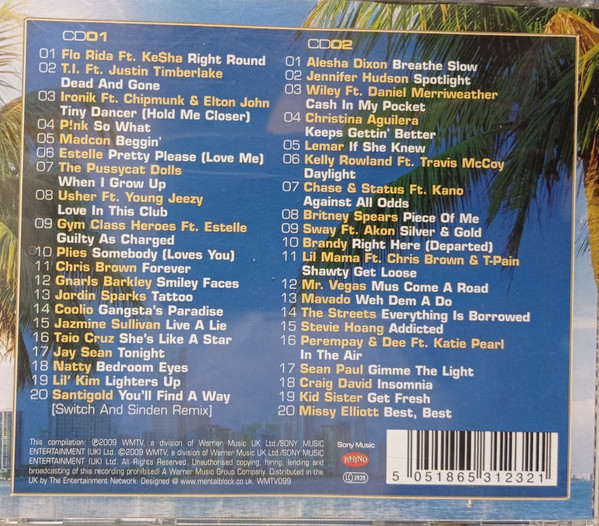 CD01
01 Flo Rida Ft. Ke$ha Right Round
02 T.I. Ft. Justin Timberlake
Dead And Gone
03 Ironik Ft. Chipmunk & Elton John
Tiny Dancer (Hold Me Closer)
04 P!nk So What
05 Madcon Beggin'
06 Estelle Pretty Please (Love Me)
07 The Pussycat Dolls
When I Grow Up
08 Usher Ft. Young Jeezy
Love In This Club
09 Gym Class Heroes Ft. Estelle
Guilty As Charged
10 Plies Somebody (Loves You)
11 Chris Brown Forever
12 Gnarls Barkley Smiley Faces
13 Jordin Sparks Tattoo
14 Coolio Gangsta's Paradise
15 Jazmine Sullivan Live A Lie
16 Taio Cruz She's Like A Star
17 Jay Sean Tonight
18 Natty Bedroom Eyes
19 Lil' Kim Lighters Up
20 Santigold You'll Find A Way
[Switch And Sinden Remix]
CD02
01 Alesha Dixon Breathe Slow
02 Jennifer Hudson Spotlight
03 Wiley Ft. Daniel Merriweather
Cash In My Pocket
04 Christina Aguilera
Keeps Gettin' Better
05 Lemar If She Knew
06 Kelly Rowland Ft. Travis McCoy
Daylight
07 Chase & Status Ft. Kano
Against All Odds
08 Britney Spears Piece Of Me
09 Sway Ft. Akon Silver & Gold
10 Brandy Right Here (Departed)
11 Lil Mama Ft. Chris Brown & T-Pain
Shawty Get Loose
12 Mr. Vegas Mus Come A Road
13 Mavado Weh Dem A Do
14 The Streets Everything Is Borrowed
15 Stevie Hoang Addicted
16 Perempay & Dee Ft. Katie Pearl
In The Air
17 Sean Paul Gimme The Light
18 Craig David Insomnia
19 Kid Sister Get Fresh
20 Missy Elliott Best, Best
This compilation: ℗2009 WMTV, a division of Warner Music UK Ltd./SONY MUSIC
ENTERTAINMENT (UK) Ltd. ©2009 WMTV, a division of Warner Music UK Ltd./SONY MUSIC
ENTERTAINMENT (UK) Ltd. All Rights Reserved. Unauthorised copying, hiring, lending and
broadcasting of this recording prohibited! A Warner Music Group Company. Distributed in the
UK by The Entertainment Network. Designed @ www.mentalblock.co.uk WMTV099
Sony Music
RHINO
LC 2828
5 051865 312321